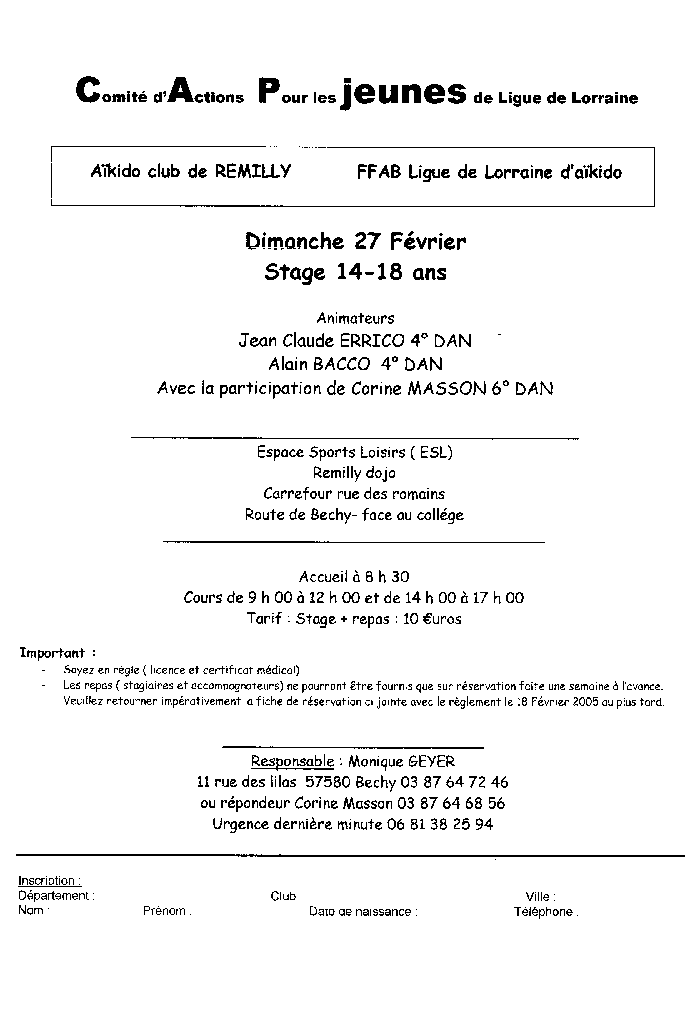 Comité d'Actions Pour les jeunes de Ligue de Lorraine
Aïkido club de REMILLY FFAB Ligue de Lorraine d'aïkido
Dimanche 27 Février
Stage 14-18 ans
Animateurs
Jean Claude ERRICO 4° DAN
Alain BACCO 4° DAN
Avec la participation de Corine MASSON 6° DAN
Espace Sports Loisirs ( ESL)
Remilly dojo
Carrefour rue des romains
Route de Bechy- face au collége
Accueil à 8 h 30
Cours de 9 h 00 à 12 h 00 et de 14 h 00 à 17 h 00
Tarif : Stage + repas : 10 €uros
Important :
- Soyez en règle ( licence et certificat médical)
- Les repas ( stagiaires et accompagnateurs) ne pourront être fournis que sur réservation faite une semaine à l'avance.
Veuillez retourner impérativement la fiche de réservation ci jointe avec le règlement le 18 Février 2005 au plus tard.
Responsable : Monique GEYER
11 rue des lilas 57580 Bechy 03 87 64 72 46
ou répondeur Corine Masson 03 87 64 68 56
Urgence dernière minute 06 81 38 25 94
Inscription :
Département : Club Ville :
Nom : Prénom : Date de naissance : Téléphone :